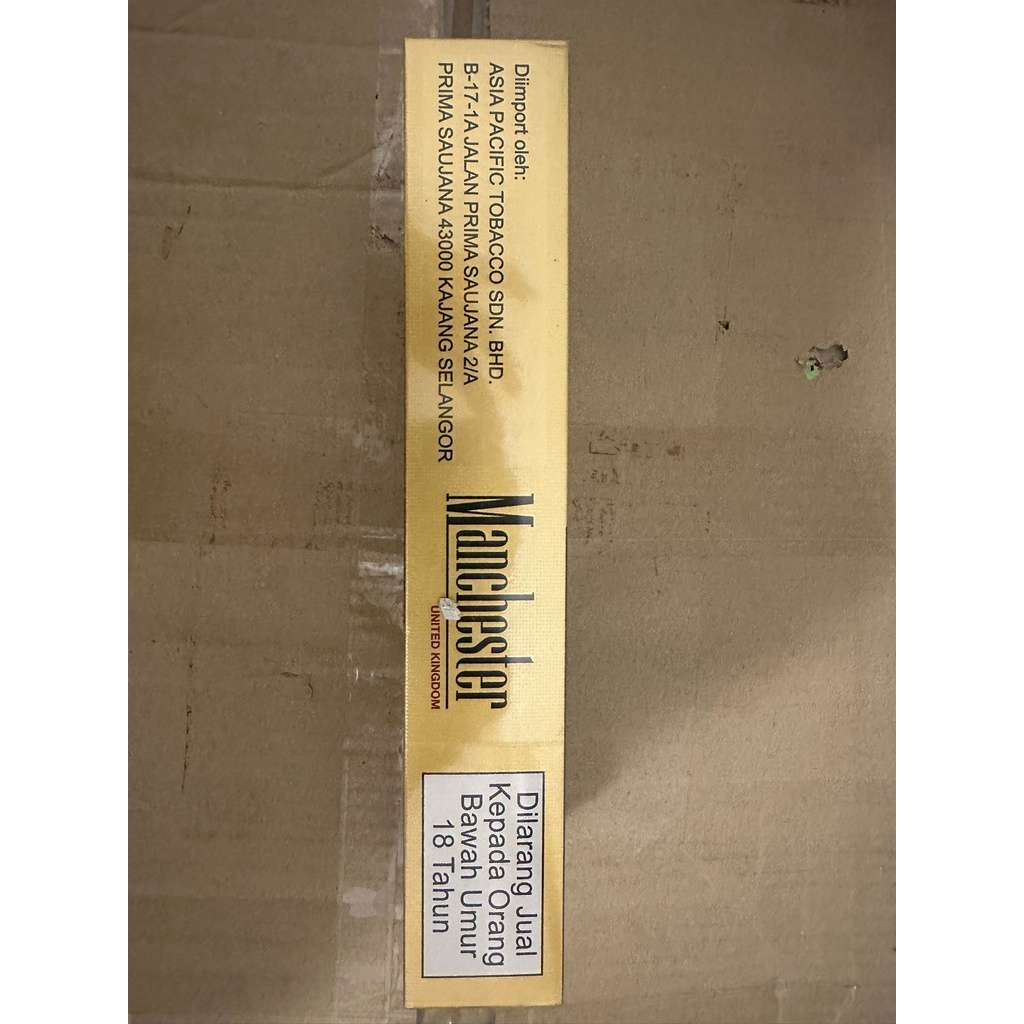 Diimport oleh:
ASIA PACIFIC TOBACCO SDN. BHD.
B-17-1A JALAN PRIMA SAUJANA 2/A
PRIMA SAUJANA 43000 KAJANG SELANGOR
Manchester
UNITED KINGDOM
Dilarang Jual
Kepada Orang
Bawah Umur
18 Tahun